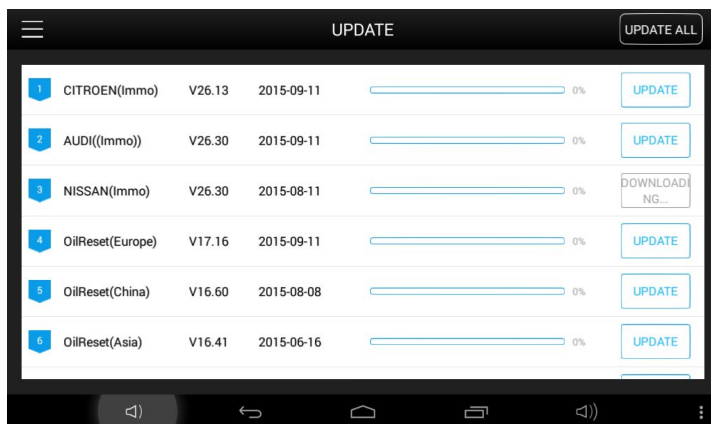 UPDATE UPDATE ALL
1 CITROEN(Immo) V26.13 2015-09-11 0% UPDATE
2 AUDI((Immo)) V26.30 2015-09-11 0% UPDATE
3 NISSAN(Immo) V26.30 2015-08-11 0% DOWNLOADI
NG...
4 OilReset(Europe) V17.16 2015-09-11 0% UPDATE
5 OilReset(China) V16.60 2015-08-08 0% UPDATE
6 OilReset(Asia) V16.41 2015-06-16 0% UPDATE